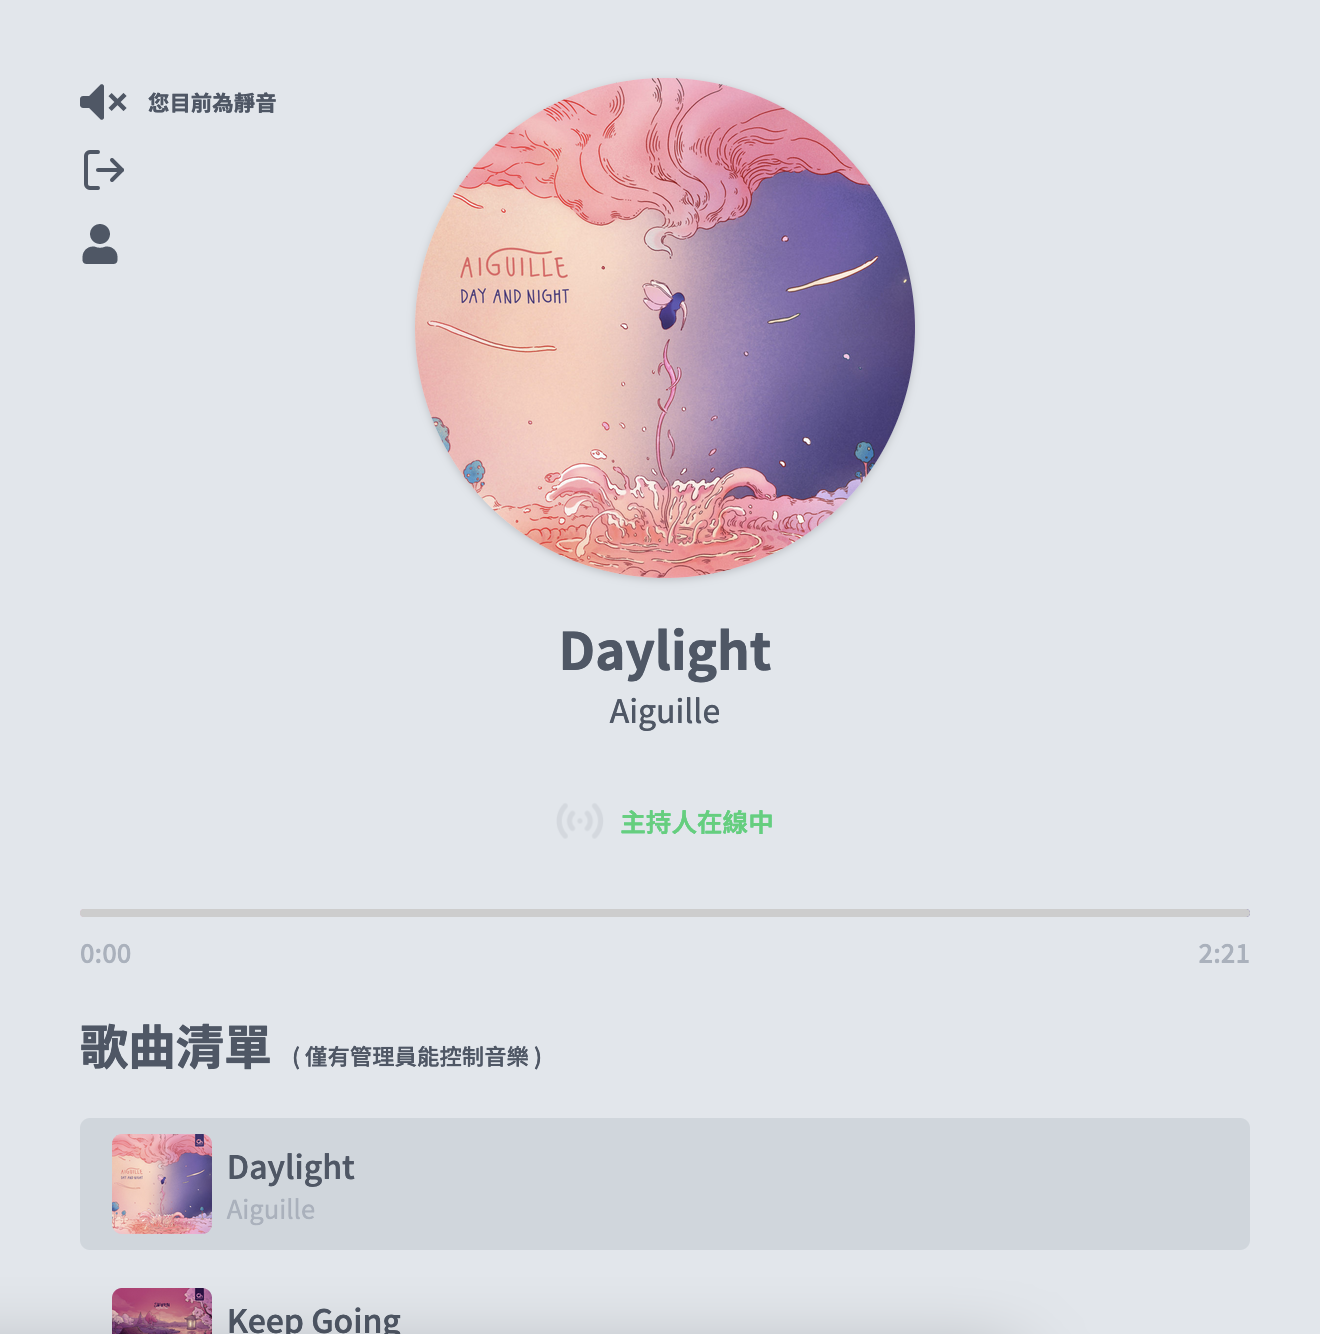 您目前為靜音
AIGUILLE
DAY AND NIGHT
Daylight
Aiguille
主持人在線中
0:00
2:21
歌曲清單 ( 僅有管理員能控制音樂 )
Daylight
Aiguille
Keep Going